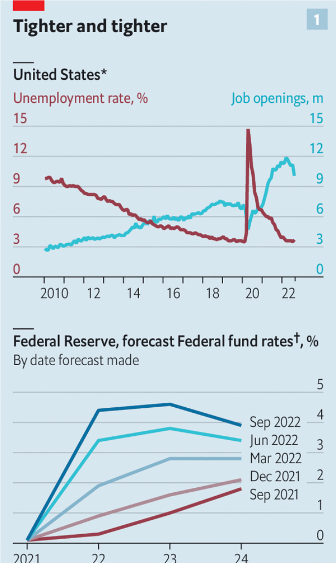 Tighter and tighter
1
United States*
Unemployment rate, %
Job openings, m
15 15
12 12
9 9
6 6
3 3
0 0
2010 12 14 16 18 20 22
Federal Reserve, forecast Federal fund rates†, %
By date forecast made
5
4
3
2
1
0
Sep 2022
Jun 2022
Mar 2022
Dec 2021
Sep 2021
2021 22 23 24